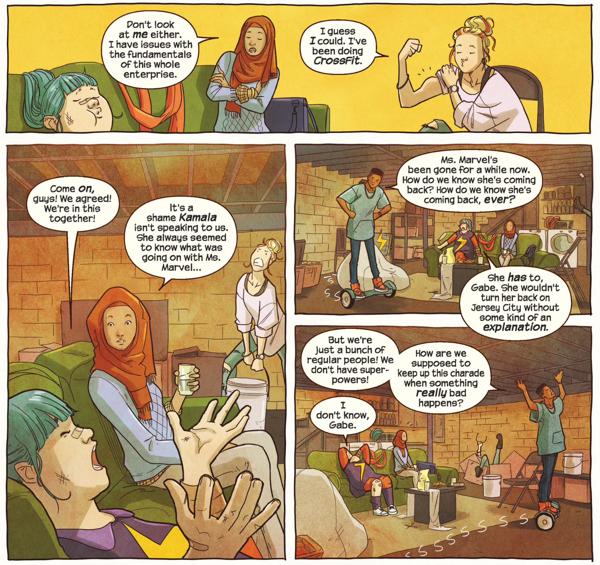 Don't look
at me either.
I have issues with
the fundamentals
of this whole
enterprise.
I guess
I could. I've
been doing
CrossFit.
Come on,
guys! We agreed!
We're in this
together!
It's a
shame Kamala
isn't speaking to us.
She always seemed
to know what was
going on with Ms.
Marvel...
Ms. Marvel's
been gone for a while now.
How do we know she's coming
back? How do we know she's
coming back, ever?
She has to,
Gabe. She wouldn't
turn her back on
Jersey City without
some kind of an
explanation.
But we're
just a bunch of
regular people! We
don't have super-
powers!
How are we
supposed to
keep up this charade
when something
really bad
happens?
I
don't know,
Gabe.